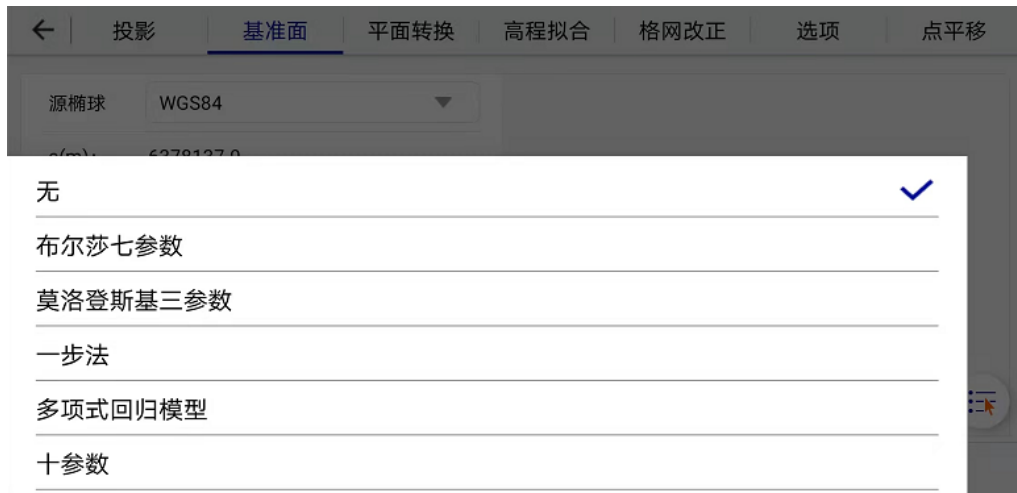 投影 基准面 平面转换 高程拟合 格网改正 选项 点平移
源椭球 WGS84
a(m): 6378137.0
无
布尔莎七参数
莫洛登斯基三参数
一步法
多项式回归模型
十参数